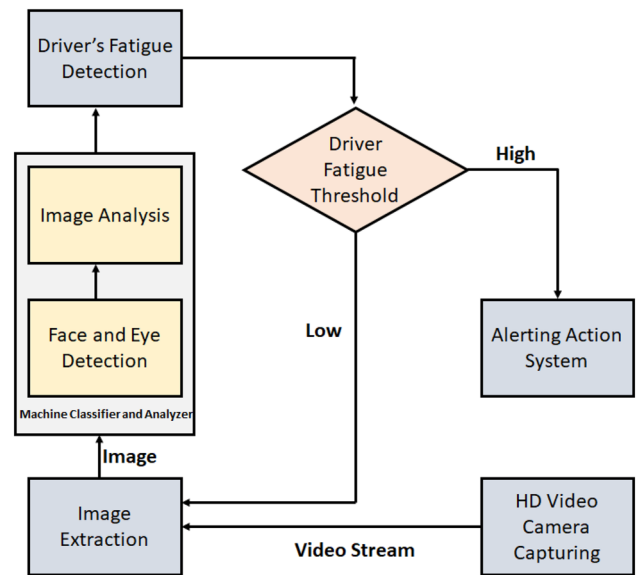 Driver’s Fatigue
Detection
Driver
Fatigue
Threshold
High
Image Analysis
Face and Eye
Detection
Machine Classifier and Analyzer
Low
Alerting Action
System
Image
Image
Extraction
Video Stream
HD Video
Camera
Capturing